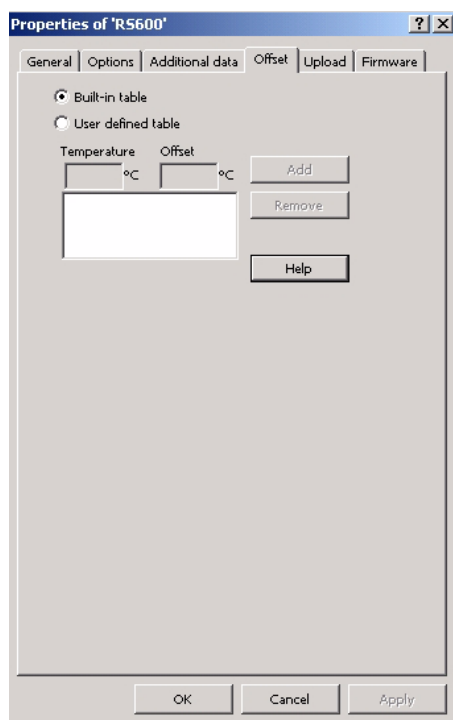 Properties of 'RS600'
General Options Additional data Offset Upload Firmware
Built-in table
User defined table
Temperature Offset
°C °C Add
Remove
Help
OK Cancel Apply